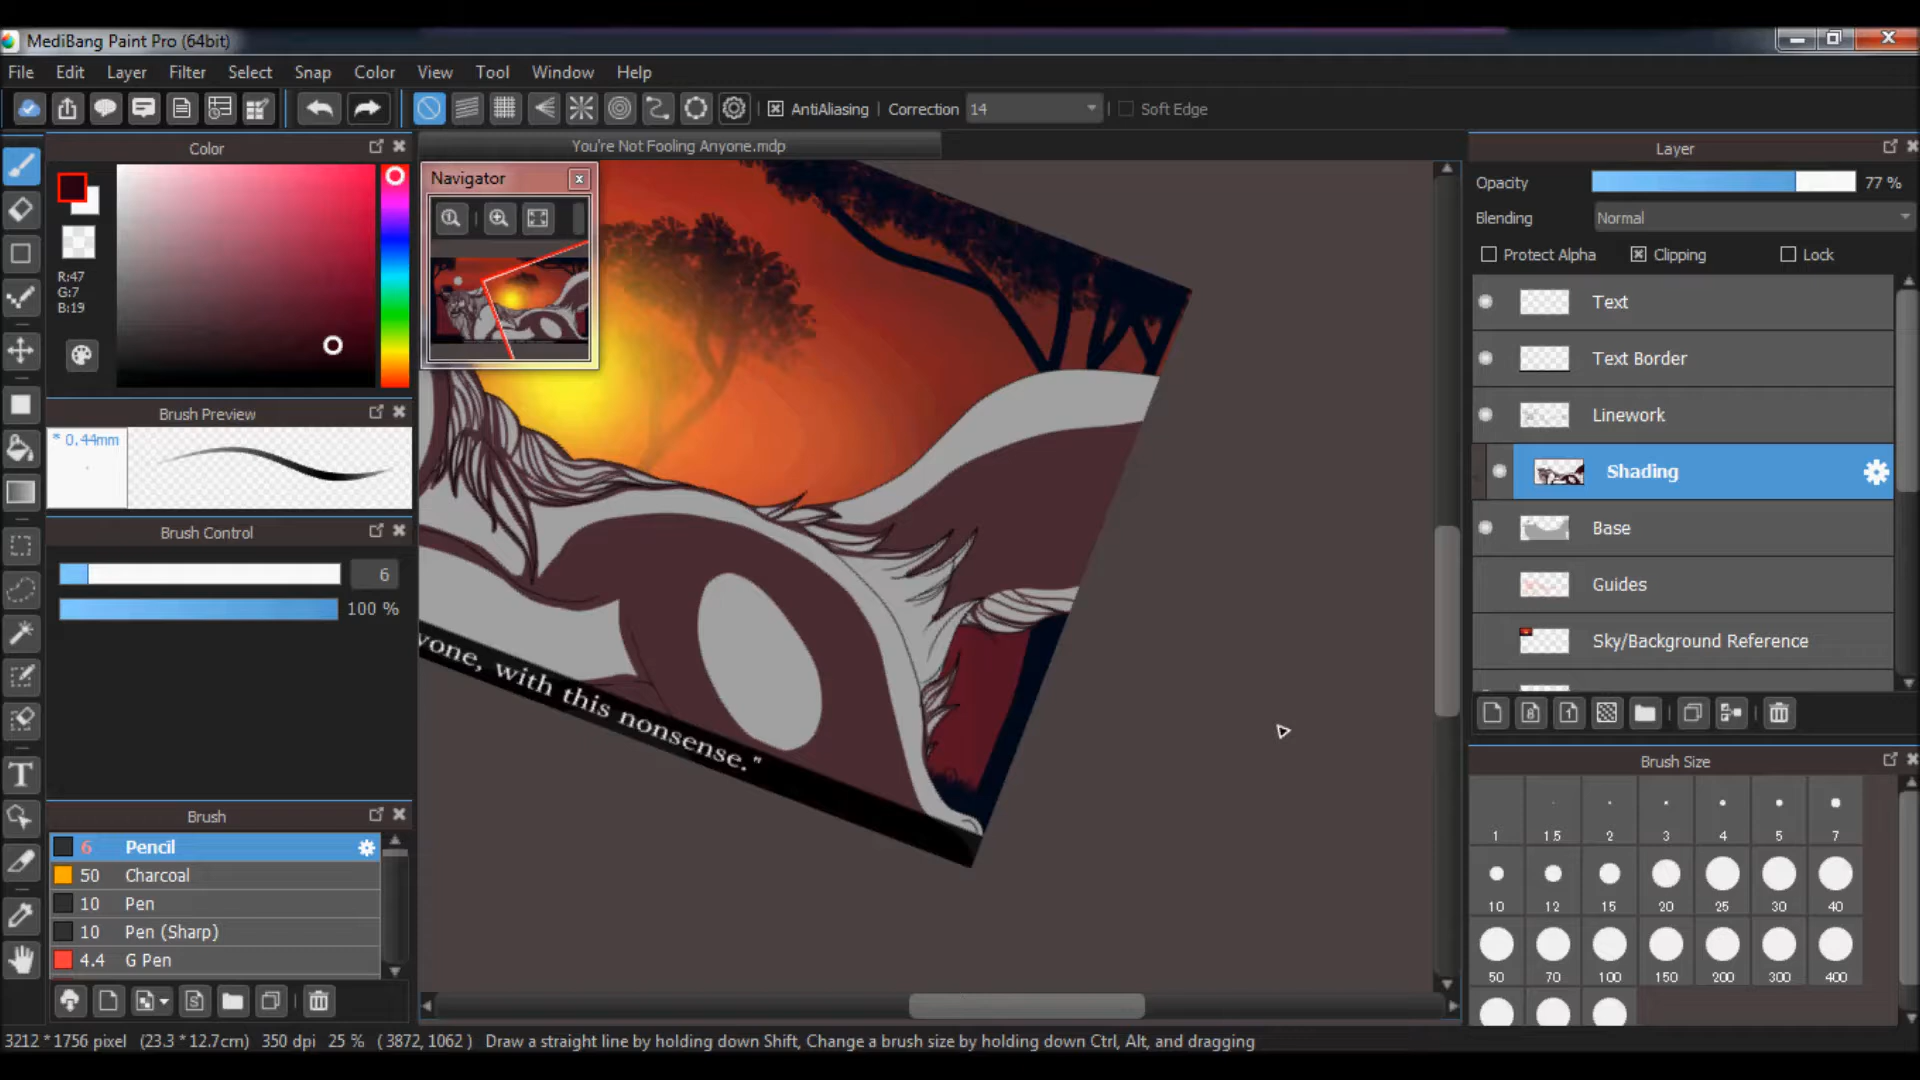 MediBang Paint Pro (64bit)
File Edit Layer Filter Select Snap Color View Tool Window Help
AntiAliasing Correction 14 Soft Edge
Color
R:47
G:7
B:19
Brush Preview
* 0.44mm
Brush Control
6
100 %
Brush
6 Pencil
50 Charcoal
10 Pen
10 Pen (Sharp)
4.4 G Pen
You're Not Fooling Anyone.mdp
Navigator
yone, with this nonsense."
Layer
Opacity 77 %
Blending Normal
Protect Alpha Clipping Lock
Text
Text Border
Linework
Shading
Base
Guides
Sky/Background Reference
Brush Size
1 1.5 2 3 4 5 7
10 12 15 20 25 30 40
50 70 100 150 200 300 400
3212 * 1756 pixel (23.3 * 12.7cm) 350 dpi 25 % ( 3872, 1062 ) Draw a straight line by holding down Shift, Change a brush size by holding down Ctrl, Alt, and dragging